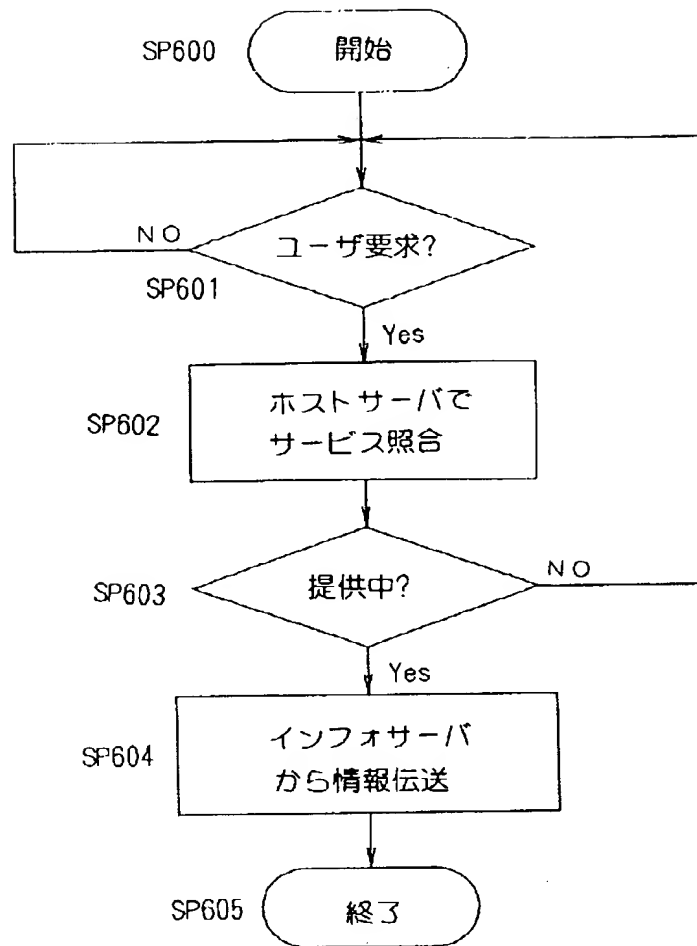 SP600
開始
NO
ユーザ要求?
SP601
Yes
ホストサーバで
サービス照合
SP602
提供中?
NO
SP603
Yes
インフォサーバ
から情報伝送
SP604
SP605
終了